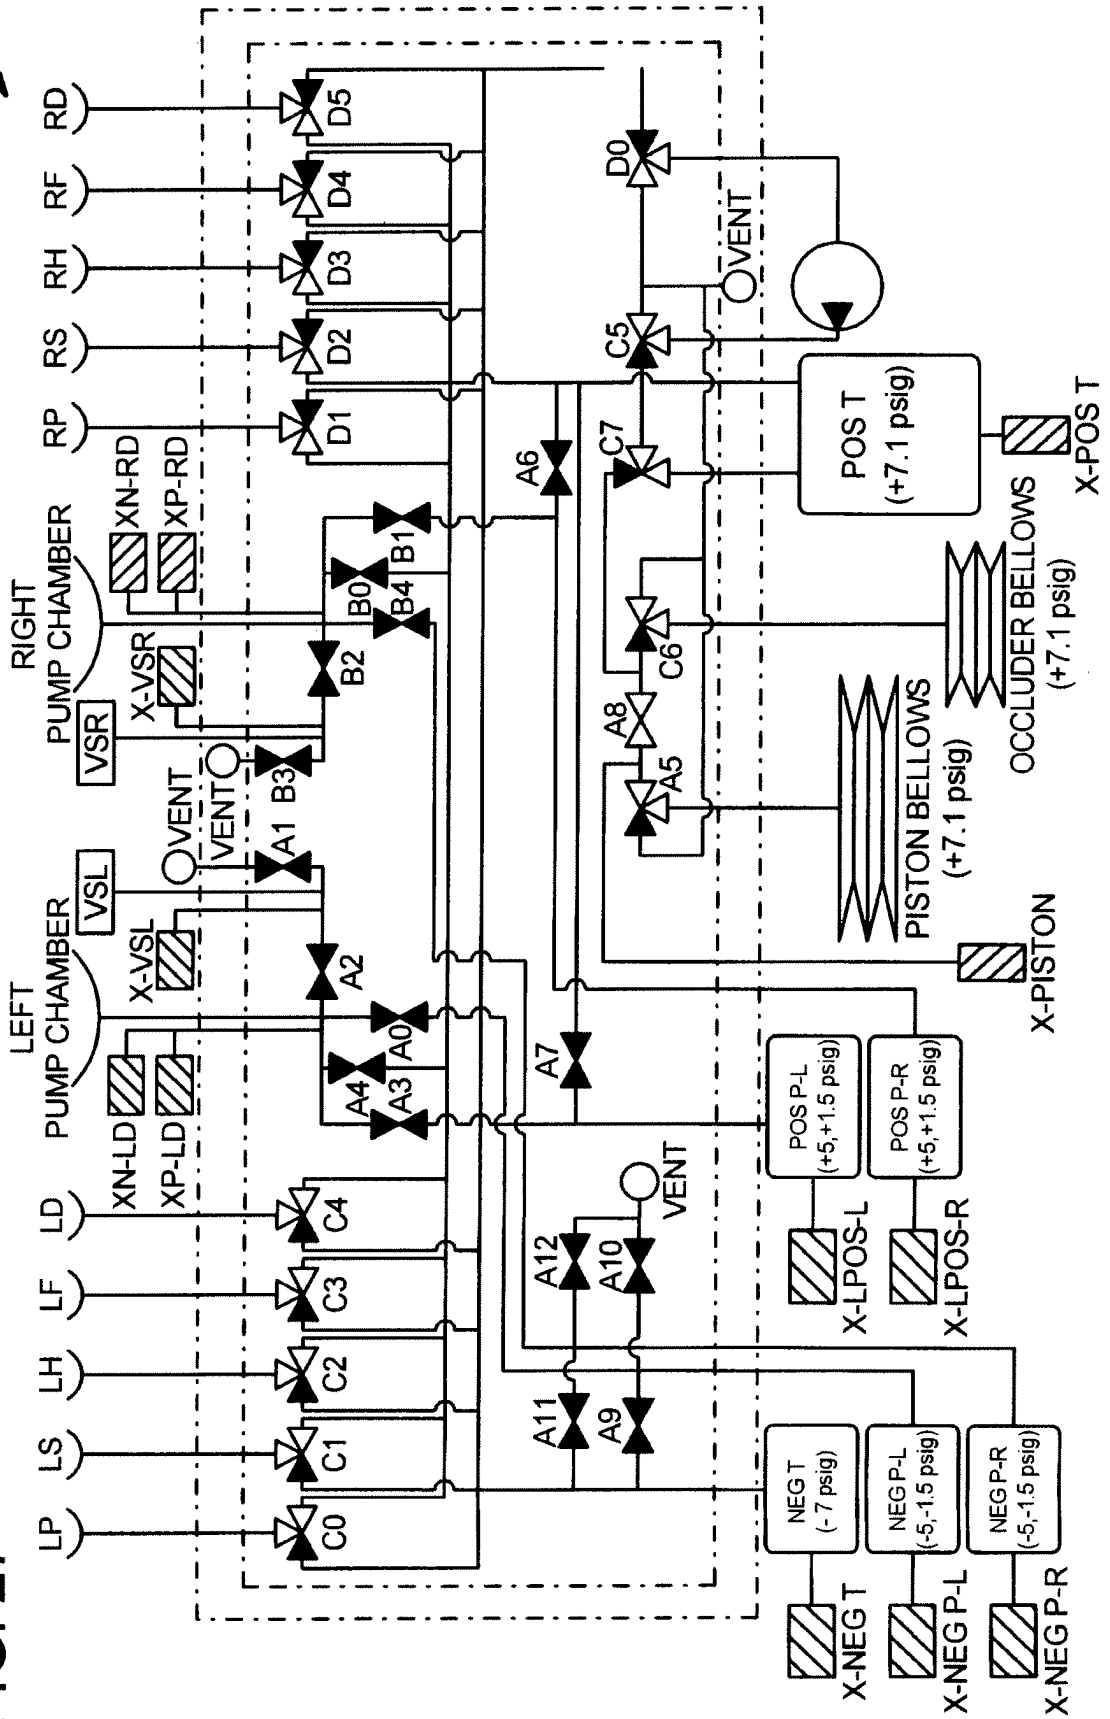 LP
LS
LH
LF
LD
LEFT
PUMP CHAMBER
XN-LD
XP-LD
X-VSL
VSL
VENT
VENT
VSR
X-VSR
RIGHT
PUMP CHAMBER
XN-RD
XP-RD
RP
RS
RH
RF
RD
C0
C1
C2
C3
C4
A4
A3
A0
A2
A1
B3
B2
B0
B4
B1
D1
D2
D3
D4
D5
A11
A12
A9
A10
VENT
A7
A6
A5
A8
C6
C7
C5
D0
VENT
NEG T
(-7 psig)
NEG P-L
(-5,-1.5 psig)
NEG P-R
(-5,-1.5 psig)
X-NEG T
X-NEG P-L
X-NEG P-R
POS P-L
(+5,+1.5 psig)
POS P-R
(+5,+1.5 psig)
X-LPOS-L
X-LPOS-R
X-PISTON
PISTON BELLOWS
(+7.1 psig)
OCCLUDER BELLOWS
(+7.1 psig)
POS T
(+7.1 psig)
X-POS T